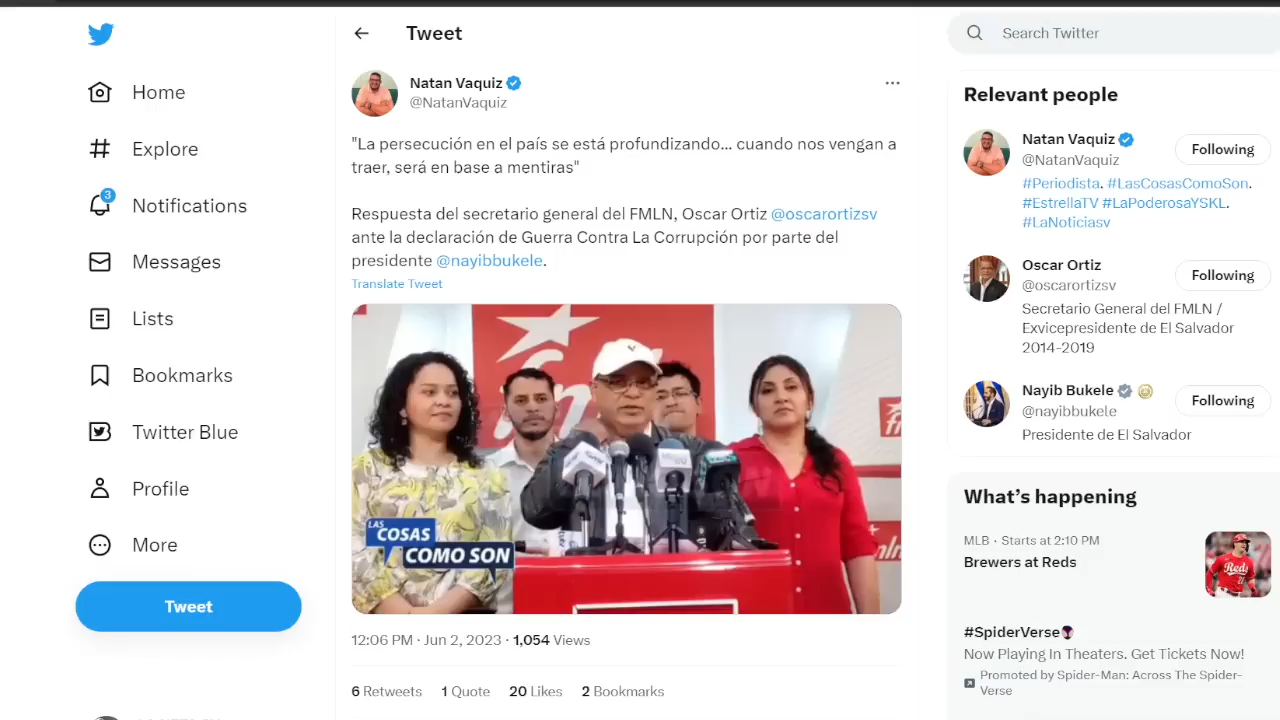 Home
Explore
3
Notifications
Messages
Lists
Bookmarks
Twitter Blue
Profile
More
Tweet
Tweet
Natan Vaquiz
@NatanVaquiz
"La persecución en el país se está profundizando... cuando nos vengan a
traer, será en base a mentiras"
Respuesta del secretario general del FMLN, Oscar Ortiz @oscarortizsv
ante la declaración de Guerra Contra La Corrupción por parte del
presidente @nayibbukele.
Translate Tweet
LAS
COSAS
COMO SON
12:06 PM · Jun 2, 2023 · 1,054 Views
6 Retweets 1 Quote 20 Likes 2 Bookmarks
Search Twitter
Relevant people
Natan Vaquiz
@NatanVaquiz
Following
#Periodista. #LasCosasComoSon.
#EstrellaTV #LaPoderosaYSKL.
#LaNoticiasv
Oscar Ortiz
@oscarortizsv
Following
Secretario General del FMLN /
Exvicepresidente de El Salvador
2014-2019
Nayib Bukele
@nayibbukele
Following
Presidente de El Salvador
What's happening
MLB · Starts at 2:10 PM
Brewers at Reds
Reds
#SpiderVerse
Now Playing In Theaters. Get Tickets Now!
Promoted by Spider-Man: Across The Spider-
Verse